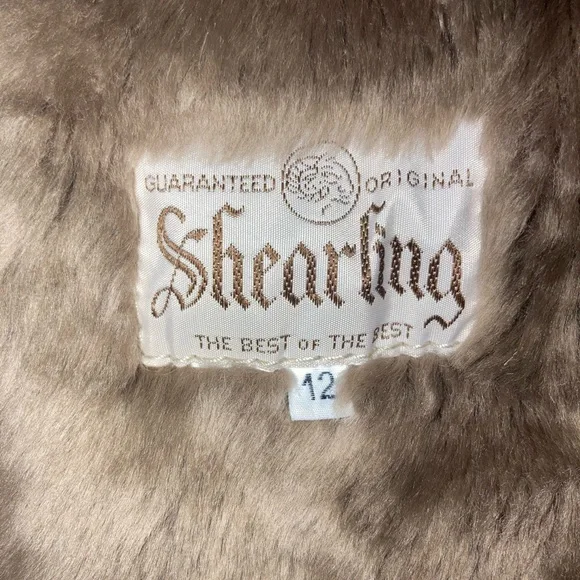 GUARANTEED ORIGINAL
Shearling
THE BEST OF THE BEST
12